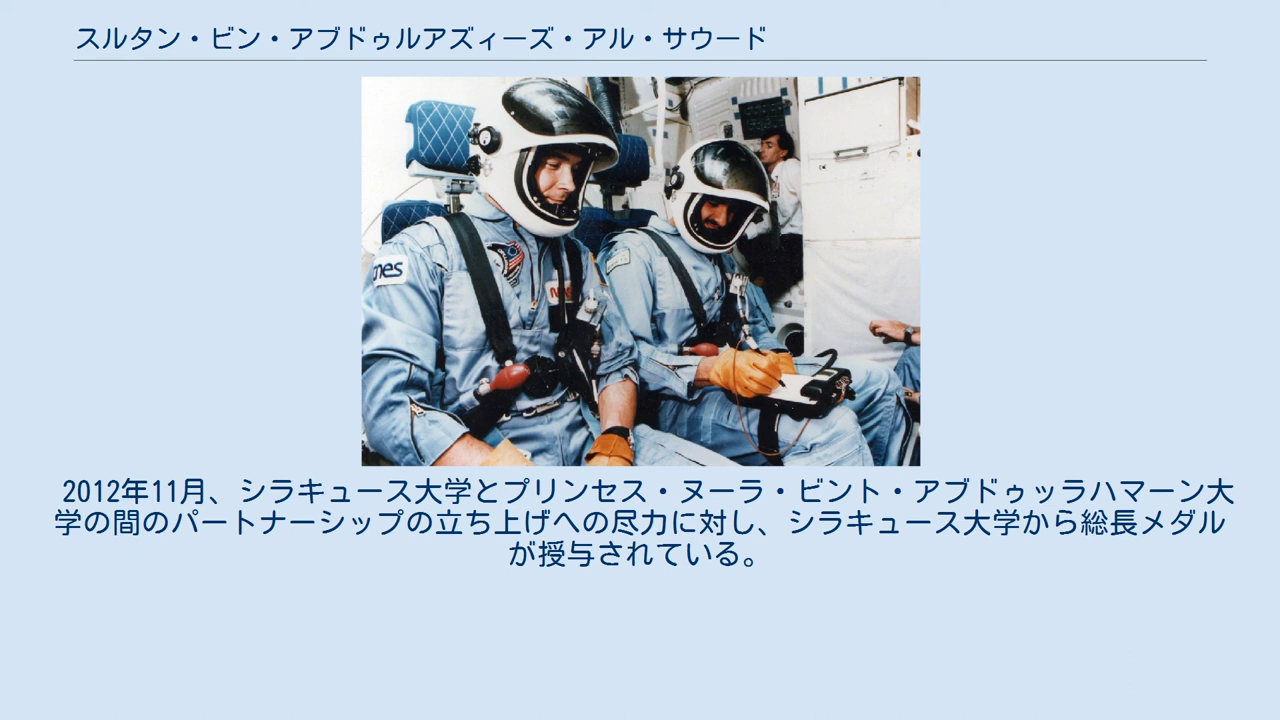 スルタン・ビン・アブドゥルアズィーズ・アル・サウード
nes
2012年11月、シラキュース大学とプリンセス・ヌーラ・ビント・アブドゥッラハマーン大
学の間のパートナーシップの立ち上げへの尽力に対し、シラキュース大学から総長メダル
が授与されている。